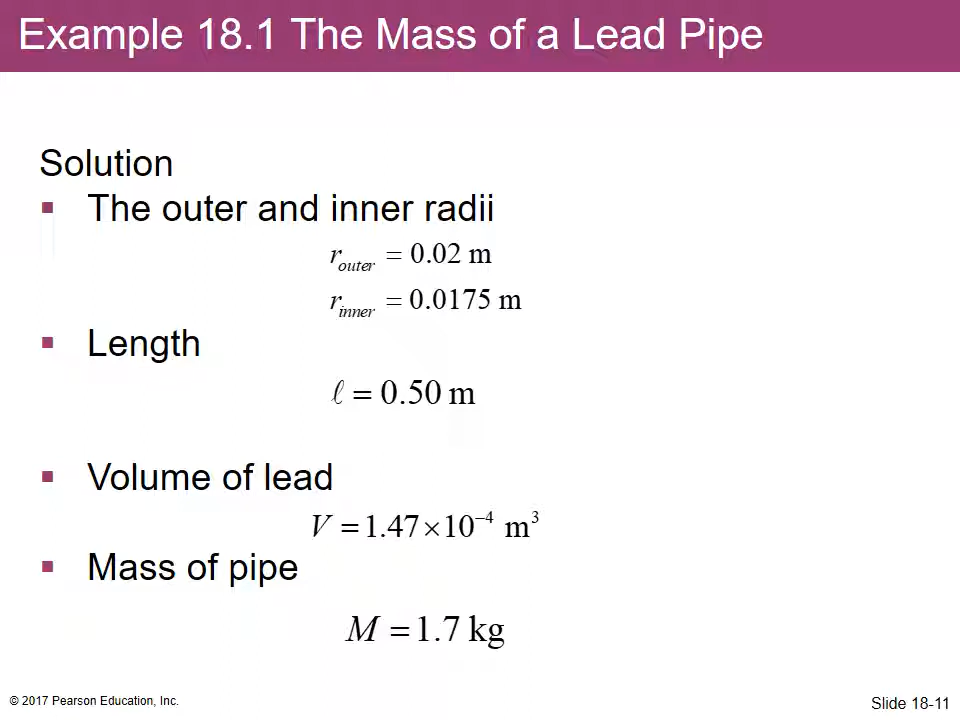 Example 18.1 The Mass of a Lead Pipe
Solution
▪ The outer and inner radii
r_outer = 0.02 m
r_inner = 0.0175 m
▪ Length
ℓ = 0.50 m
▪ Volume of lead
V = 1.47×10⁻⁴ m³
▪ Mass of pipe
M = 1.7 kg
© 2017 Pearson Education, Inc.
Slide 18-11